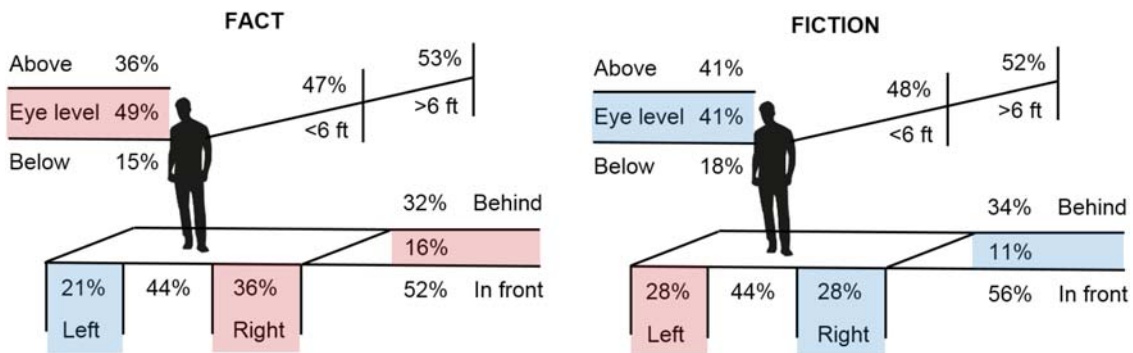 FACT
Above 36%
Eye level 49%
Below 15%
47%
<6 ft
53%
>6 ft
32% Behind
16%
52% In front
21%
Left
44%
36%
Right
FICTION
Above 41%
Eye level 41%
Below 18%
48%
<6 ft
52%
>6 ft
34% Behind
11%
56% In front
28%
Left
44%
28%
Right